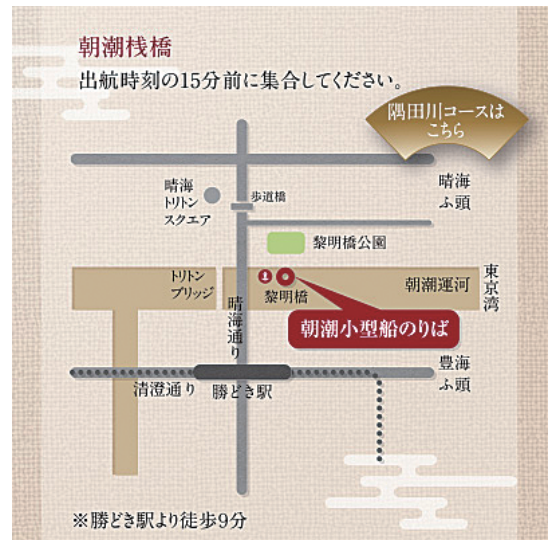 朝潮桟橋
出航時刻の15分前に集合してください。
隅田川コースは
こちら
晴海
トリトン
スクエア
歩道橋
晴海
ふ頭
黎明橋公園
トリトン
ブリッジ
1
黎明橋
朝潮運河
東京湾
晴海通り
朝潮小型船のりば
清澄通り
勝どき駅
豊海
ふ頭
※勝どき駅より徒歩9分